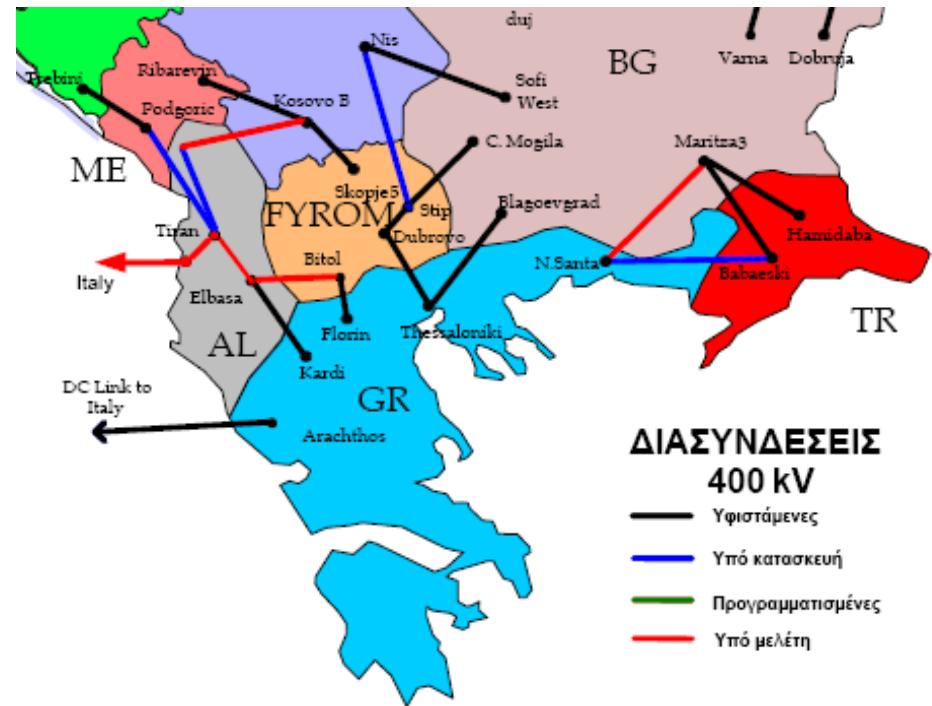 duj
Nis
BG
Varna
Dobruja
Trebinj
Ribarevin
Sofi
West
Kosovo B
Podgoric
C. Mogila
Maritza3
ME
Skopje5
FYROM
Stip
Blagoevgrad
Tiran
Dubrovo
Hamidaba
Bitol
N.Santa
Babaeski
Italy
Elbasa
Florin
Thessaloniki
TR
AL
Kardi
DC Link to
Italy
GR
Arachthos
ΔΙΑΣΥΝΔΕΣΕΙΣ
400 kV
Υφιστάμενες
Υπό κατασκευή
Προγραμματισμένες
Υπό μελέτη